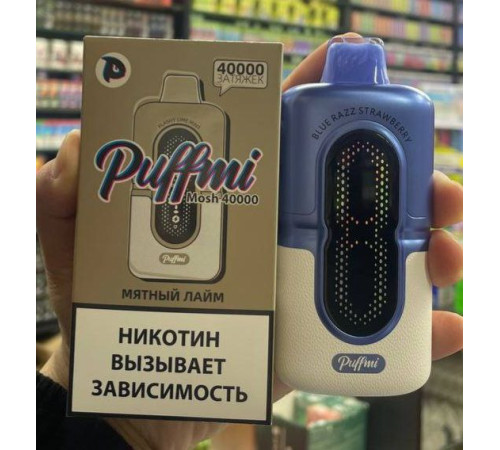 40000
ЗАТЯЖЕК
Puffmi
Mosh 40000
Puffmi
МЯТНЫЙ ЛАЙМ
НИКОТИН
ВЫЗЫВАЕТ
ЗАВИСИМОСТЬ
BLUE RAZZ STRAWBERRY
Puffmi